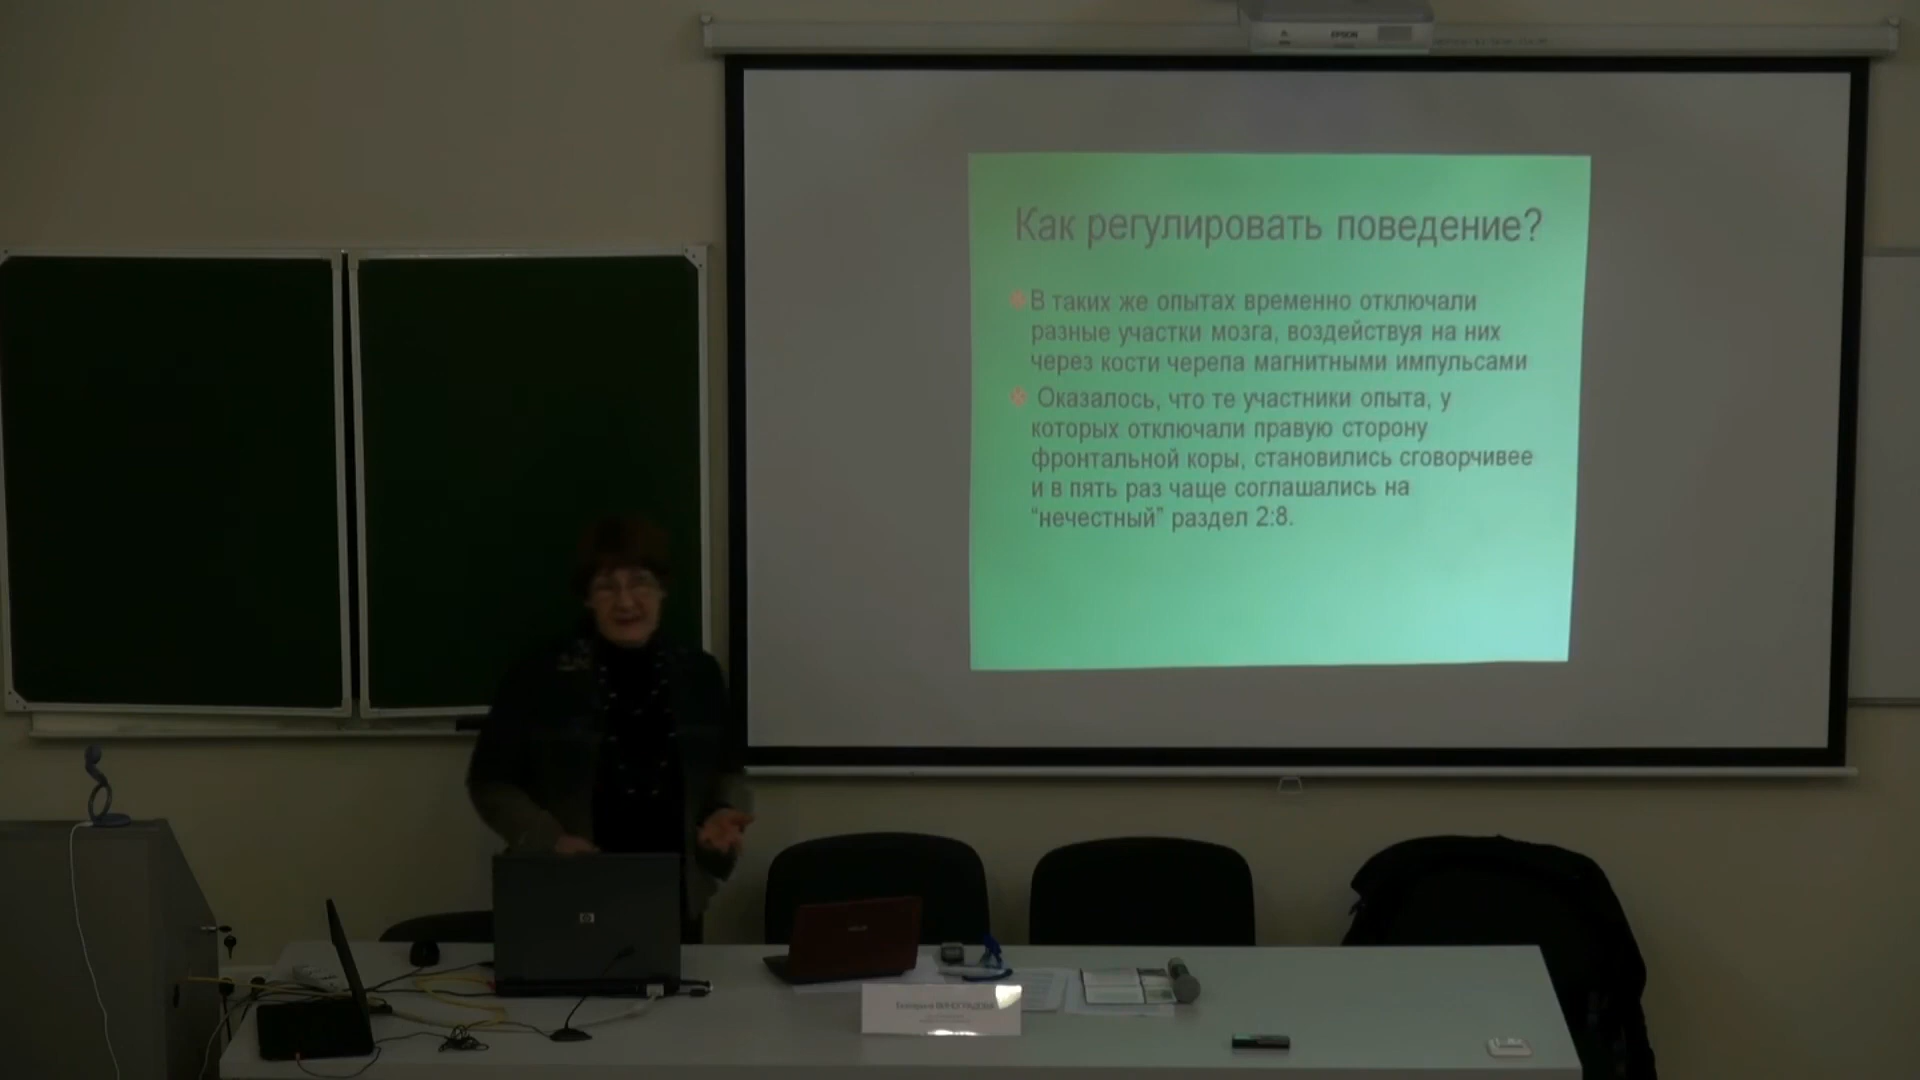 EPSON
Как регулировать поведение?
В таких же опытах временно отключали
разные участки мозга, воздействуя на них
через кости черепа магнитными импульсами
Оказалось, что те участники опыта, у
которых отключали правую сторону
фронтальной коры, становились сговорчивее
и в пять раз чаще соглашались на
“нечестный” раздел 2:8.
hp